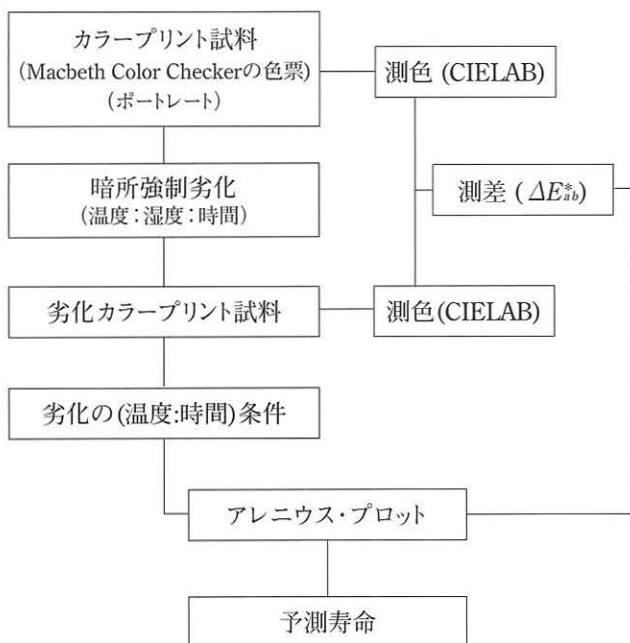 カラープリント試料
(Macbeth Color Checkerの色票)
(ポートレート)
測色 (CIELAB)
暗所強制劣化
(温度:湿度:時間)
測差 (ΔE*ab)
劣化カラープリント試料
測色(CIELAB)
劣化の(温度:時間)条件
アレニウス・プロット
予測寿命